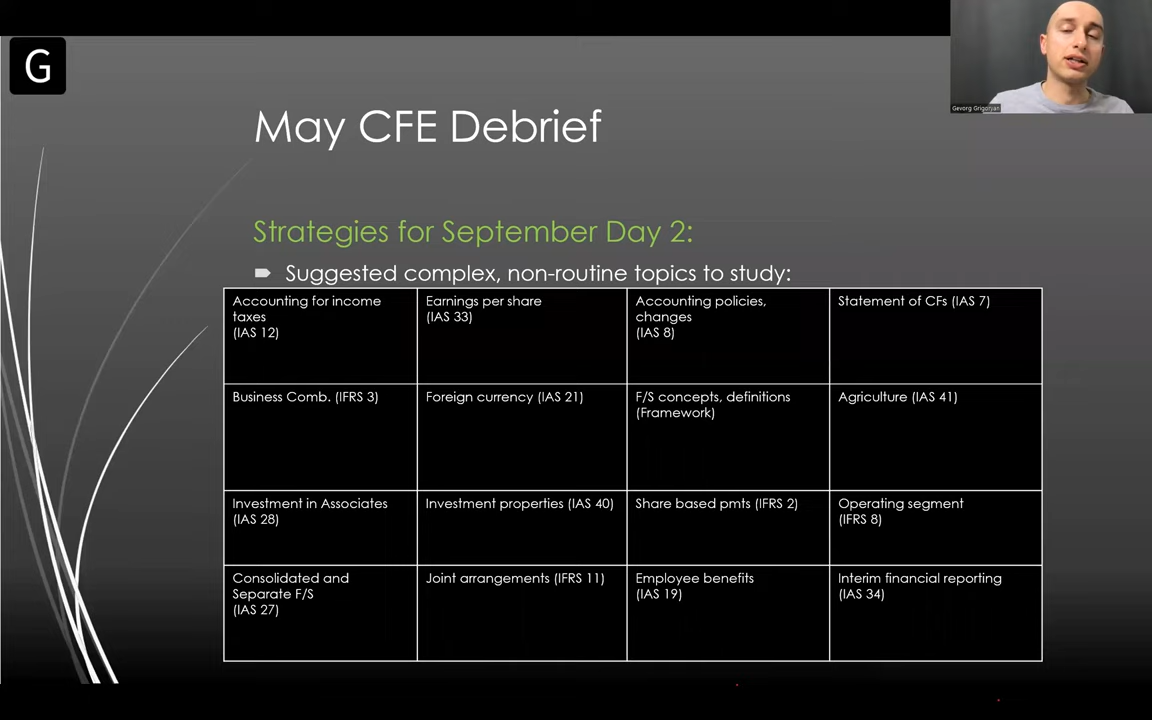 G
Gevorg Grigoryan
May CFE Debrief
Strategies for September Day 2:
Suggested complex, non-routine topics to study:
Accounting for income
taxes
(IAS 12)
Earnings per share
(IAS 33)
Accounting policies,
changes
(IAS 8)
Statement of CFs (IAS 7)
Business Comb. (IFRS 3)
Foreign currency (IAS 21)
F/S concepts, definitions
(Framework)
Agriculture (IAS 41)
Investment in Associates
(IAS 28)
Investment properties (IAS 40)
Share based pmts (IFRS 2)
Operating segment
(IFRS 8)
Consolidated and
Separate F/S
(IAS 27)
Joint arrangements (IFRS 11)
Employee benefits
(IAS 19)
Interim financial reporting
(IAS 34)